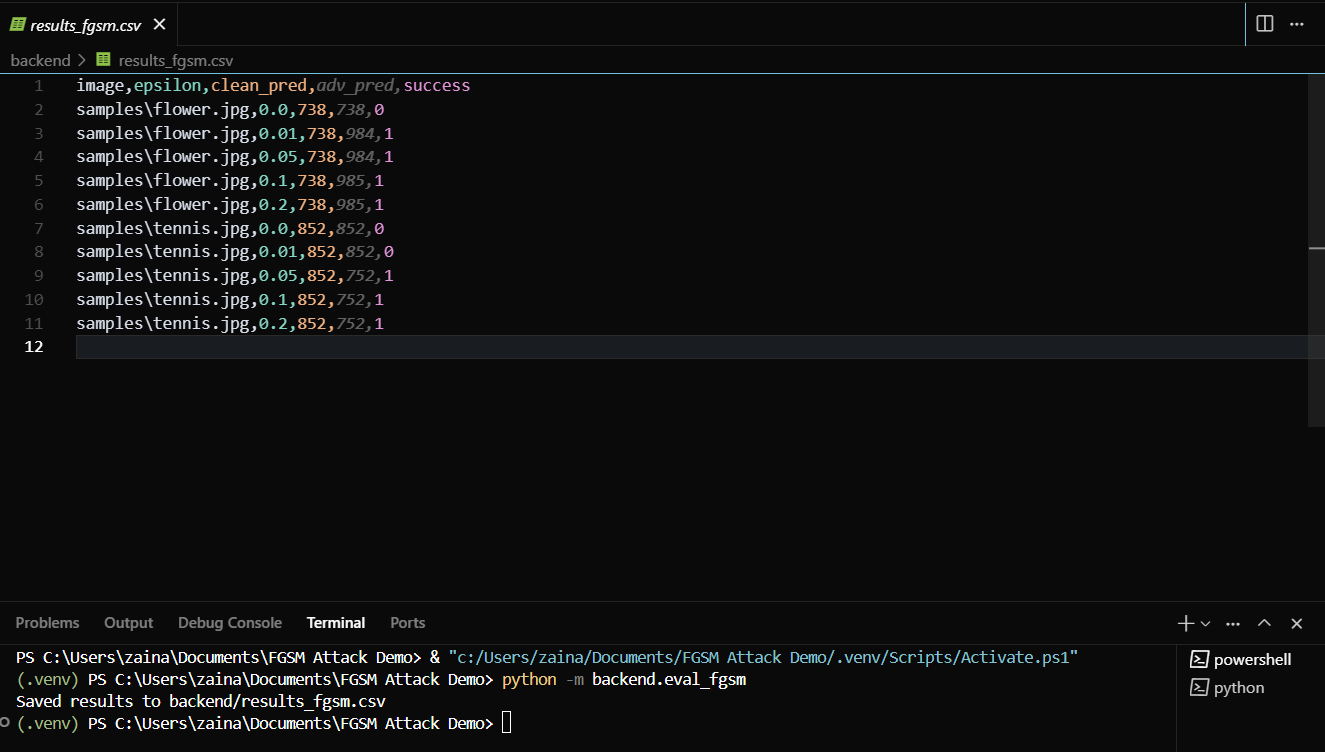 results_fgsm.csv
backend > results_fgsm.csv
1 image,epsilon,clean_pred,adv_pred,success
2 samples\flower.jpg,0.0,738,738,0
3 samples\flower.jpg,0.01,738,984,1
4 samples\flower.jpg,0.05,738,984,1
5 samples\flower.jpg,0.1,738,985,1
6 samples\flower.jpg,0.2,738,985,1
7 samples\tennis.jpg,0.0,852,852,0
8 samples\tennis.jpg,0.01,852,852,0
9 samples\tennis.jpg,0.05,852,752,1
10 samples\tennis.jpg,0.1,852,752,1
11 samples\tennis.jpg,0.2,852,752,1
12
Problems Output Debug Console Terminal Ports
PS C:\Users\zaina\Documents\FGSM Attack Demo> & "c:/Users/zaina/Documents/FGSM Attack Demo/.venv/Scripts/Activate.ps1"
(.venv) PS C:\Users\zaina\Documents\FGSM Attack Demo> python -m backend.eval_fgsm
Saved results to backend/results_fgsm.csv
(.venv) PS C:\Users\zaina\Documents\FGSM Attack Demo>
powershell
python